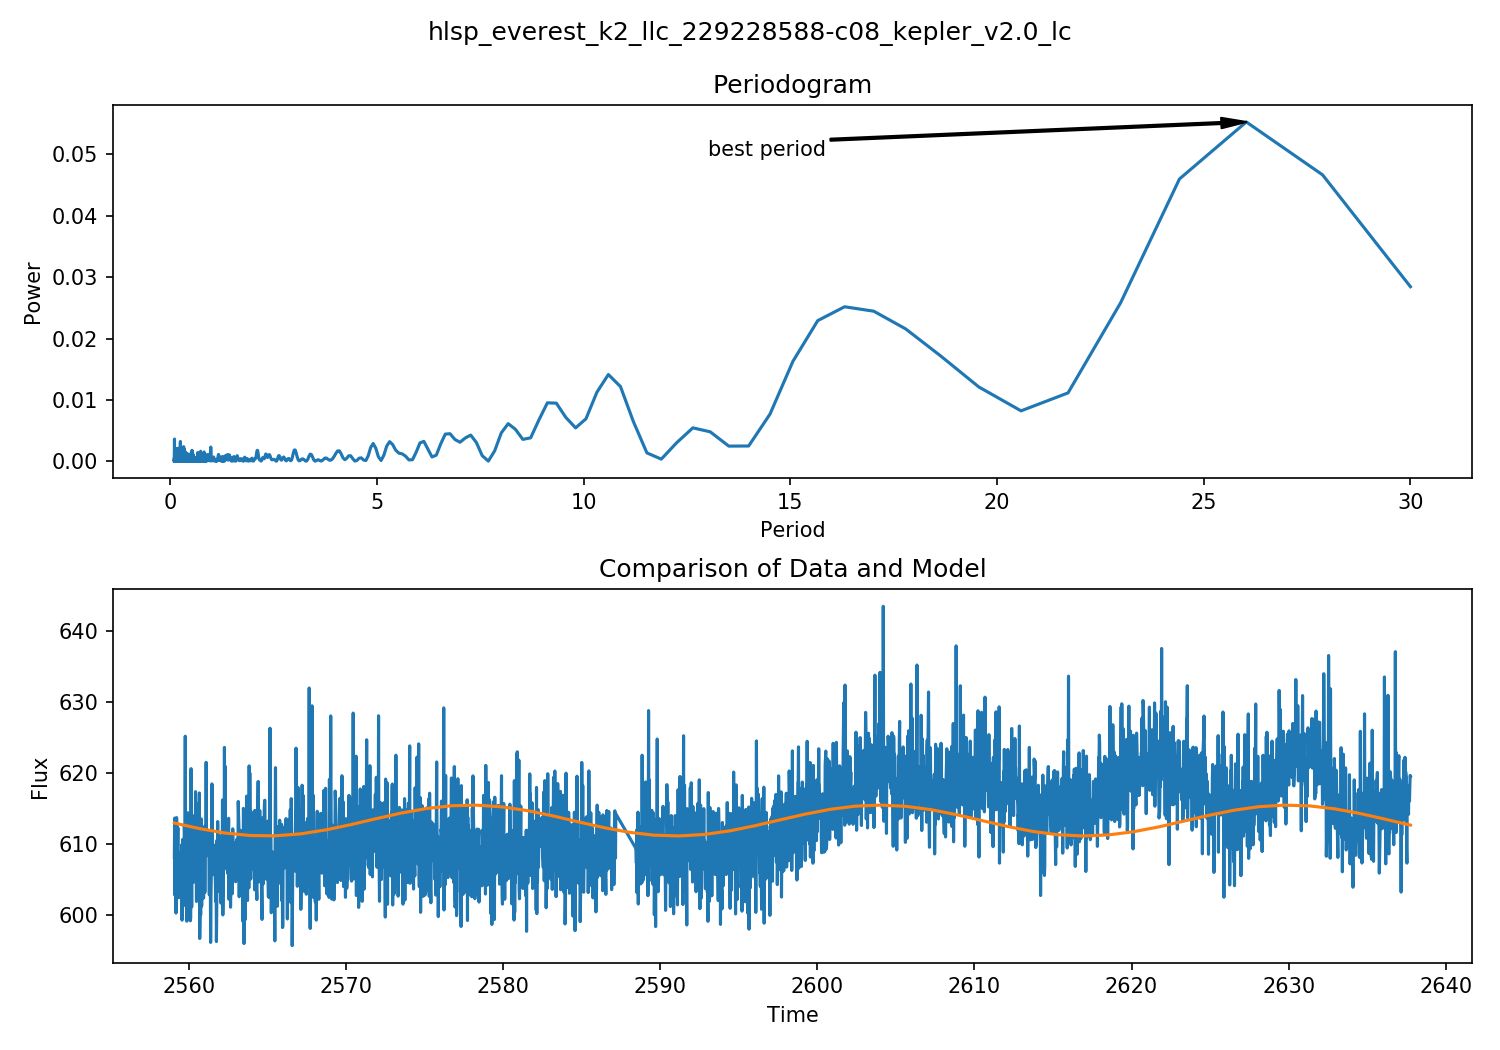 hlsp_everest_k2_llc_229228588-c08_kepler_v2.0_lc
Periodogram
best period
0.05
0.04
0.03
0.02
0.01
0.00
Power
0 5 10 15 20 25 30
Period
Comparison of Data and Model
640
630
620
610
600
Flux
2560 2570 2580 2590 2600 2610 2620 2630 2640
Time